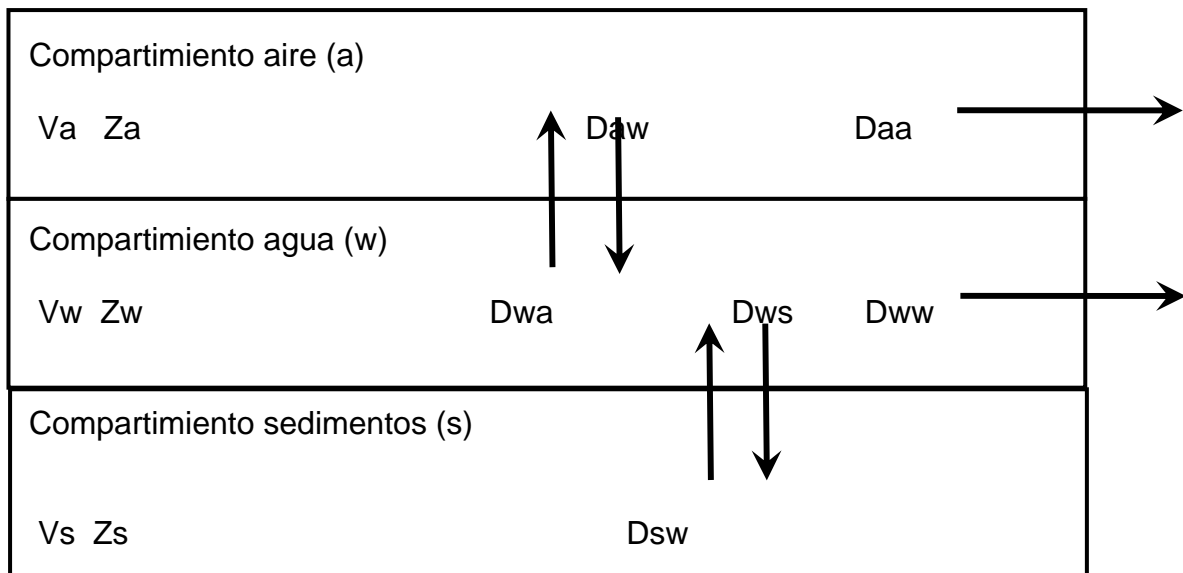 Compartimiento aire (a)
Va Za Daw Daa
Compartimiento agua (w)
Vw Zw Dwa Dws Dww
Compartimiento sedimentos (s)
Vs Zs Dsw